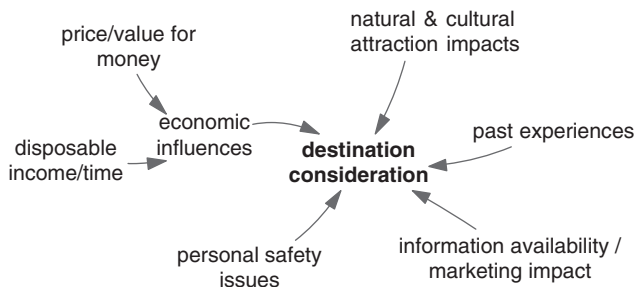 price/value for
money
natural & cultural
attraction impacts
economic
influences
disposable
income/time
destination
consideration
past experiences
personal safety
issues
information availability /
marketing impact